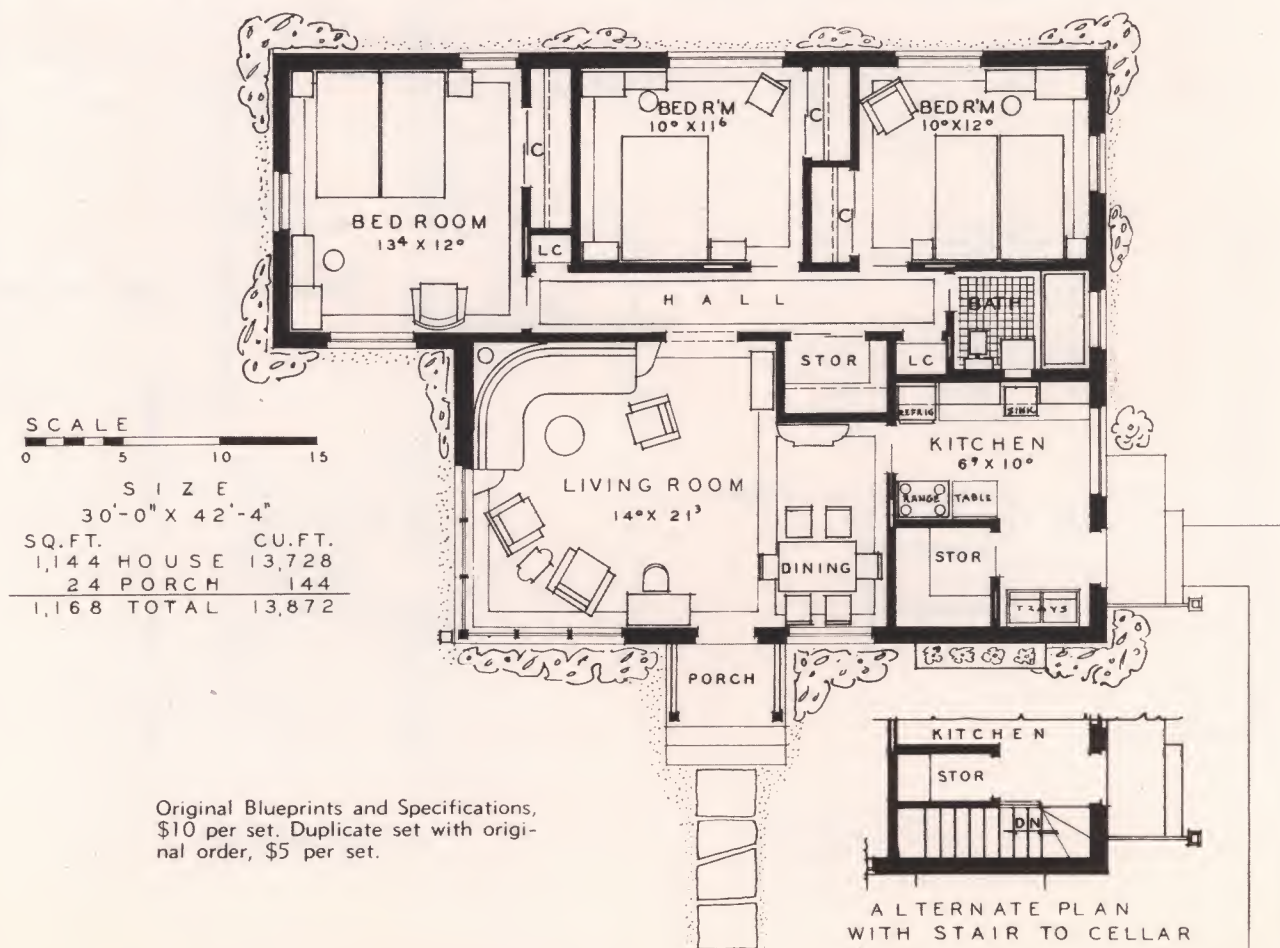 BED R'M
10⁰ X 11⁶
C
BED R'M
10⁰ X 12⁰
C
BED ROOM
13⁴ X 12⁰
C
LC
HALL
BATH
STOR
LC
REFRIG
SINK
KITCHEN
6⁹ X 10⁰
LIVING ROOM
14⁰ X 21³
RANGE
TABLE
STOR
DINING
TRAYS
PORCH
SCALE
0 5 10 15
SIZE
30'-0" X 42'-4"
SQ.FT. CU.FT.
1,144 HOUSE 13,728
24 PORCH 144
1,168 TOTAL 13,872
Original Blueprints and Specifications,
$10 per set. Duplicate set with origi-
nal order, $5 per set.
KITCHEN
STOR
DN
ALTERNATE PLAN
WITH STAIR TO CELLAR